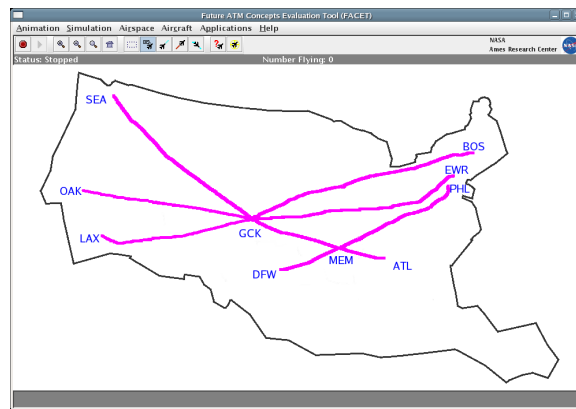 Future ATM Concepts Evaluation Tool (FACET)
Animation Simulation Airspace Aircraft Applications Help
NASA
Ames Research Center
NASA
Status: Stopped Number Flying: 0
SEA
BOS
EWR
PHL
OAK
LAX
GCK
MEM
ATL
DFW